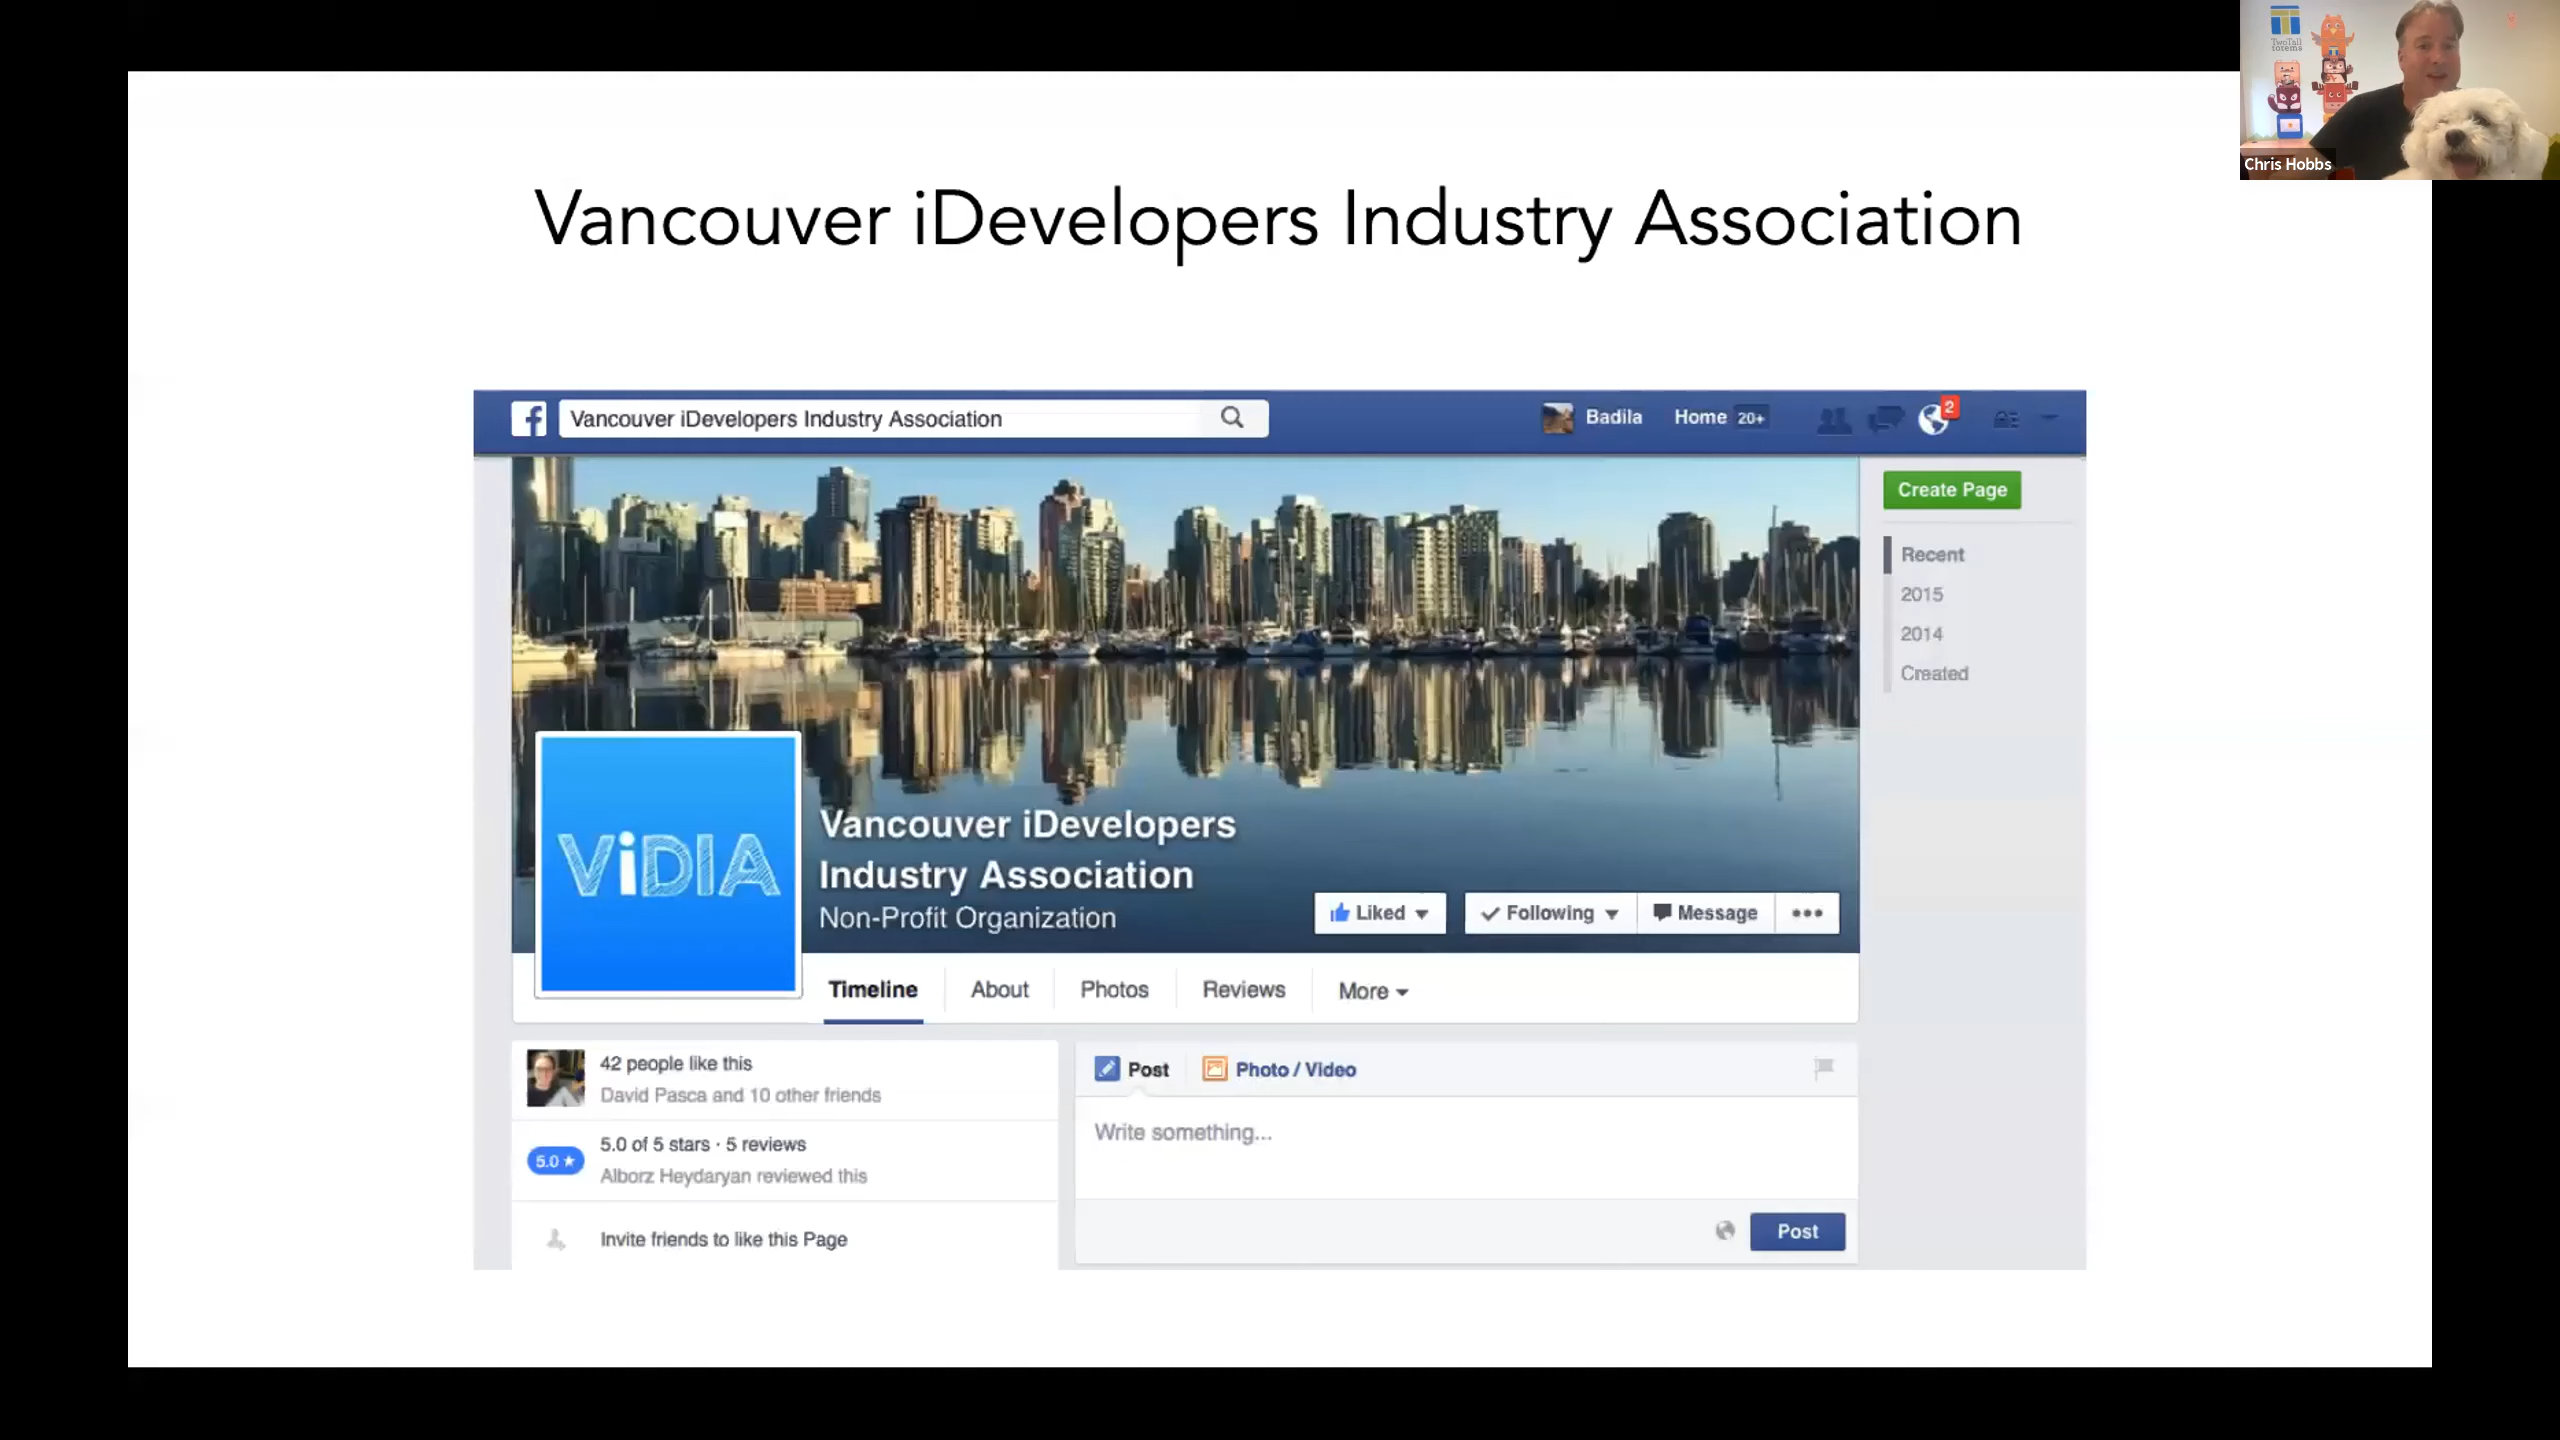 TwoTall
totems
Chris Hobbs
Vancouver iDevelopers Industry Association
f
Vancouver iDevelopers Industry Association
Badila
Home 20+
2
Create Page
Recent
2015
2014
Created
ViDIA
Vancouver iDevelopers
Industry Association
Non-Profit Organization
Liked
Following
Message
Timeline
About
Photos
Reviews
More
42 people like this
David Pasca and 10 other friends
5.0 ★
5.0 of 5 stars · 5 reviews
Alborz Heydaryan reviewed this
Invite friends to like this Page
Post
Photo / Video
Write something...
Post